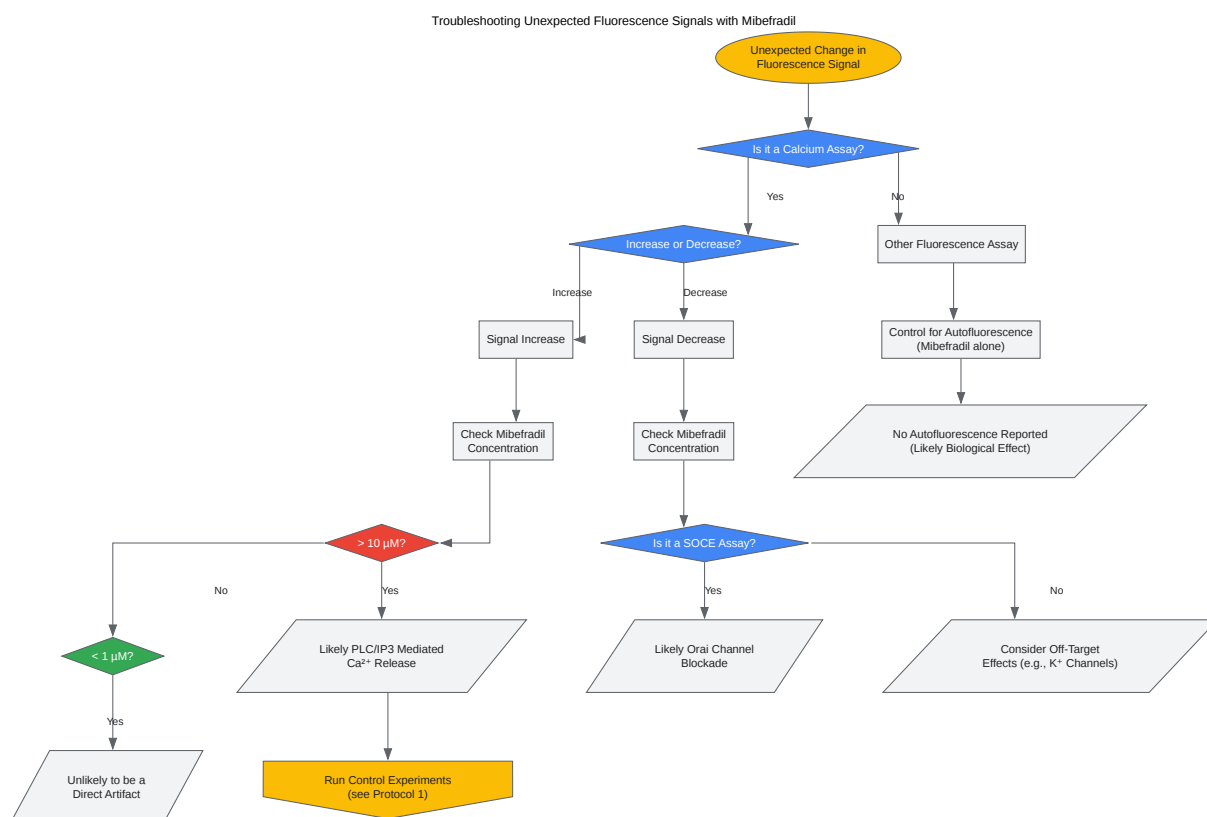 Troubleshooting Unexpected Fluorescence Signals with Mibefradil
Unexpected Change in
Fluorescence Signal
Is it a Calcium Assay?
Yes
No
Increase or Decrease?
Other Fluorescence Assay
Increase
Decrease
Signal Increase
Signal Decrease
Control for Autofluorescence
(Mibefradil alone)
Check Mibefradil
Concentration
Check Mibefradil
Concentration
No Autofluorescence Reported
(Likely Biological Effect)
> 10 µM?
Is it a SOCE Assay?
No
Yes
Yes
No
< 1 µM?
Likely PLC/IP3 Mediated
Ca²⁺ Release
Likely Orai Channel
Blockade
Consider Off-Target
Effects (e.g., K⁺ Channels)
Yes
Unlikely to be a
Direct Artifact
Run Control Experiments
(see Protocol 1)